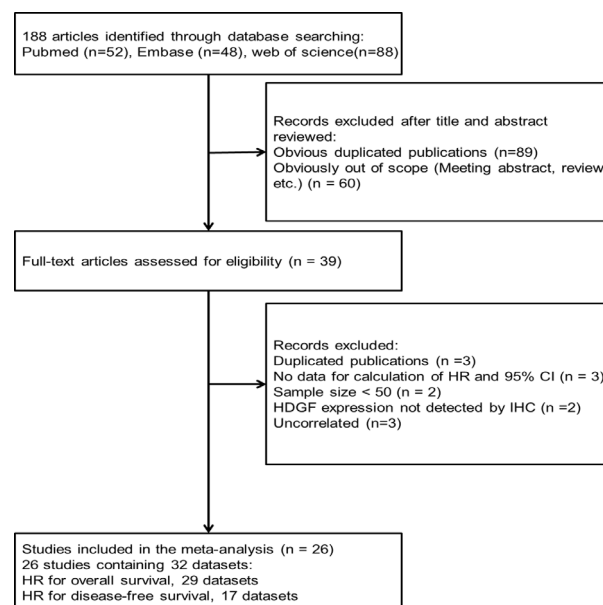 188 articles identified through database searching:
Pubmed (n=52), Embase (n=48), web of science(n=88)
Records excluded after title and abstract
reviewed:
Obvious duplicated publications (n=89)
Obviously out of scope (Meeting abstract, review
etc.) (n = 60)
Full-text articles assessed for eligibility (n = 39)
Records excluded:
Duplicated publications (n =3)
No data for calculation of HR and 95% CI (n = 3)
Sample size < 50 (n = 2)
HDGF expression not detected by IHC (n =2)
Uncorrelated (n=3)
Studies included in the meta-analysis (n = 26)
26 studies containing 32 datasets:
HR for overall survival, 29 datasets
HR for disease-free survival, 17 datasets